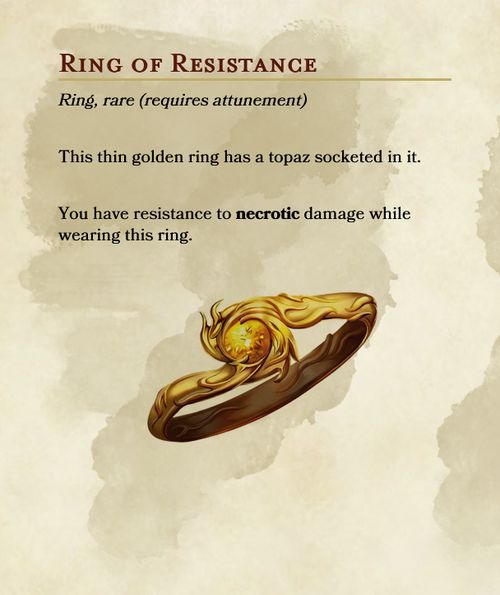 Ring of Resistance
Ring, rare (requires attunement)
This thin golden ring has a topaz socketed in it.
You have resistance to necrotic damage while
wearing this ring.